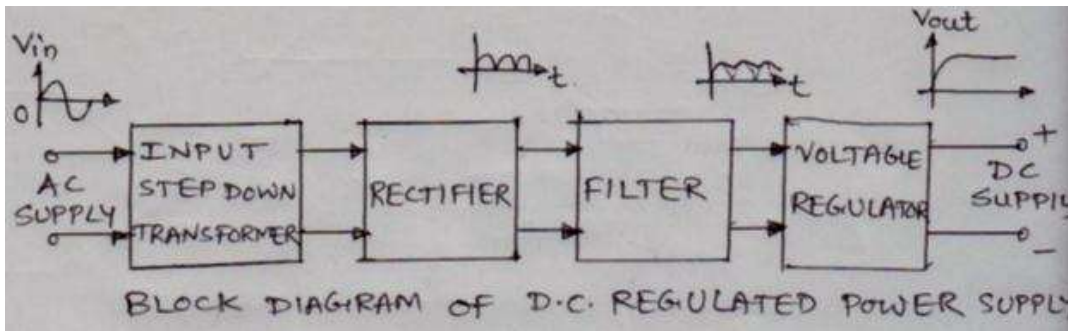 Vin
0
AC
SUPPLY
INPUT
STEP DOWN
TRANSFORMER
RECTIFIER
t.
FILTER
t
VOLTAGE
REGULATOR
Vout
+
DC
SUPPLY
-
BLOCK DIAGRAM OF D.C. REGULATED POWER SUPPLY